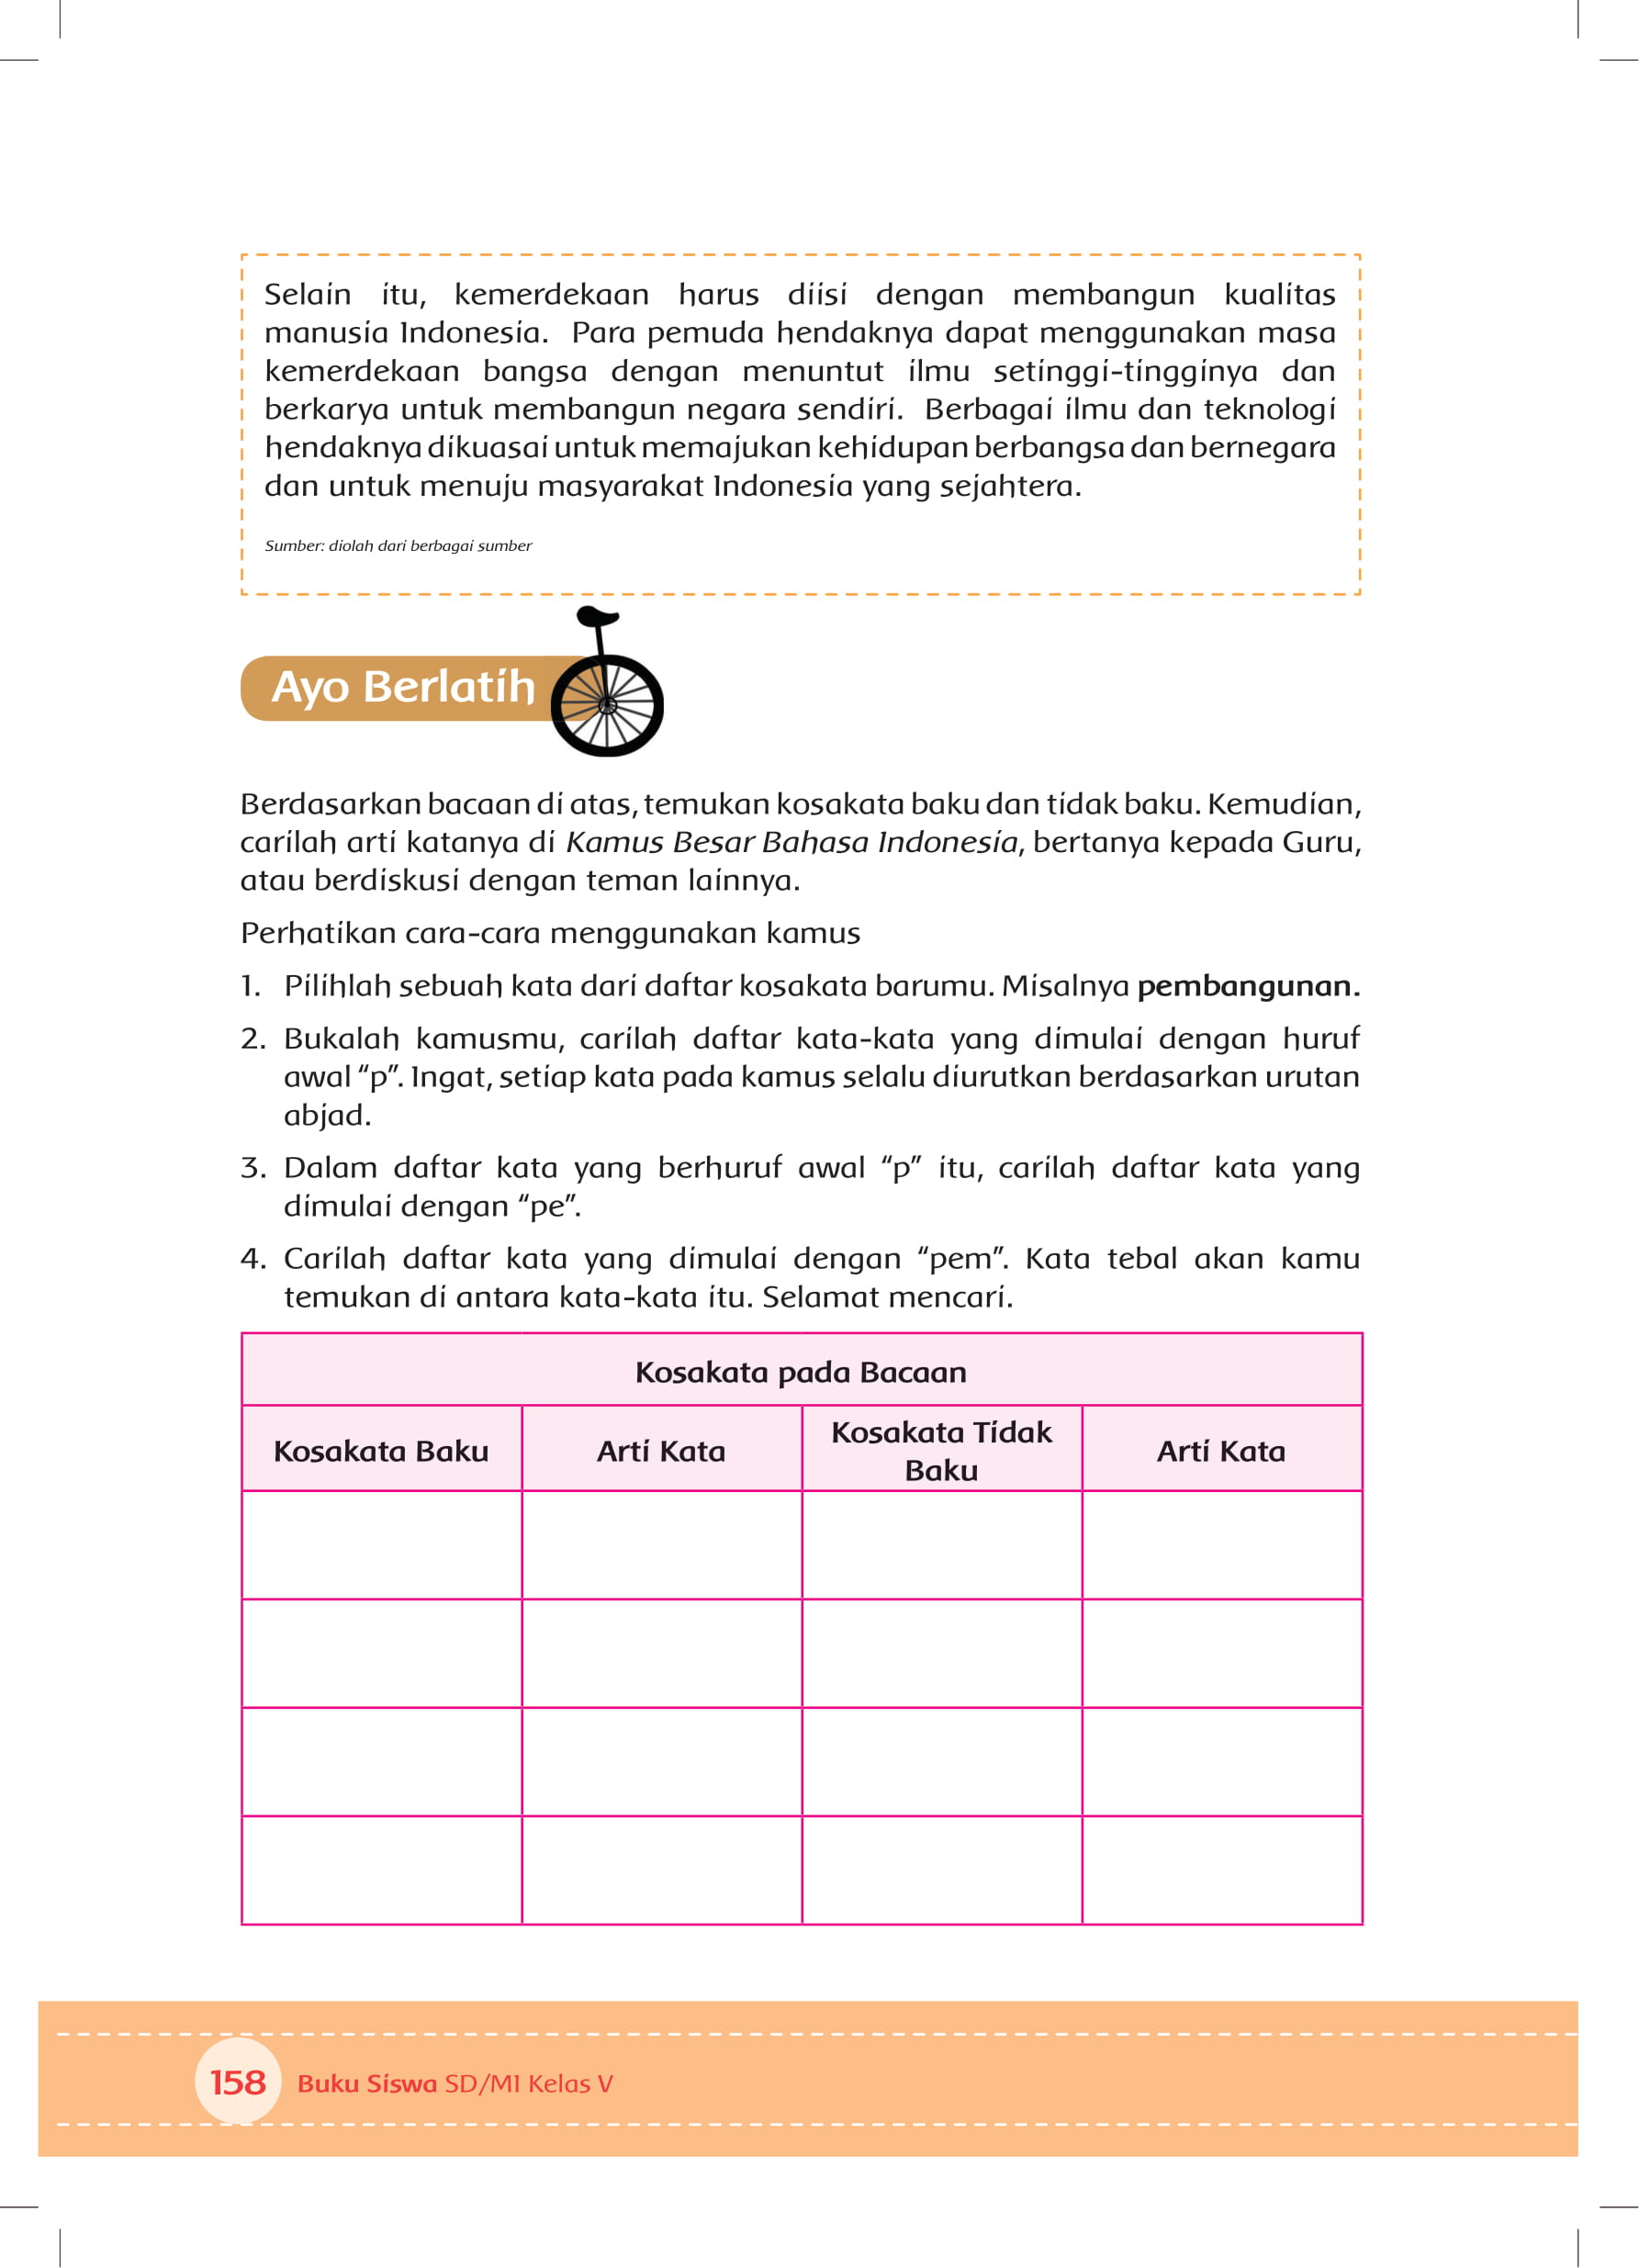 Selain itu, kemerdekaan harus diisi dengan membangun kualitas
manusia Indonesia. Para pemuda hendaknya dapat menggunakan masa
kemerdekaan bangsa dengan menuntut ilmu setinggi-tingginya dan
berkarya untuk membangun negara sendiri. Berbagai ilmu dan teknologi
hendaknya dikuasai untuk memajukan kehidupan berbangsa dan bernegara
dan untuk menuju masyarakat Indonesia yang sejahtera.
Sumber: diolah dari berbagai sumber
Ayo Berlatih
Berdasarkan bacaan di atas, temukan kosakata baku dan tidak baku. Kemudian,
carilah arti katanya di Kamus Besar Bahasa Indonesia, bertanya kepada Guru,
atau berdiskusi dengan teman lainnya.
Perhatikan cara-cara menggunakan kamus
1. Pilihlah sebuah kata dari daftar kosakata barumu. Misalnya pembangunan.
2. Bukalah kamusmu, carilah daftar kata-kata yang dimulai dengan huruf
awal “p”. Ingat, setiap kata pada kamus selalu diurutkan berdasarkan urutan
abjad.
3. Dalam daftar kata yang berhuruf awal “p” itu, carilah daftar kata yang
dimulai dengan “pe”.
4. Carilah daftar kata yang dimulai dengan “pem”. Kata tebal akan kamu
temukan di antara kata-kata itu. Selamat mencari.
Kosakata pada Bacaan
Kosakata Baku
Arti Kata
Kosakata Tidak
Baku
Arti Kata
158 Buku Siswa SD/MI Kelas V